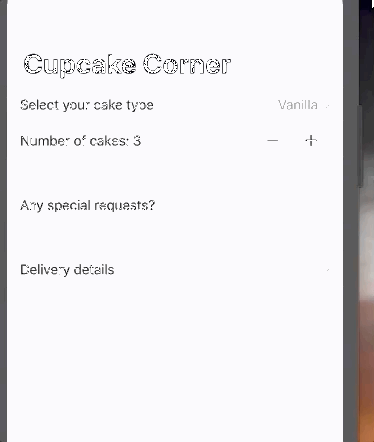 Cupcake Corner
Select your cake type Vanilla
Number of cakes: 3
Any special requests?
Delivery details